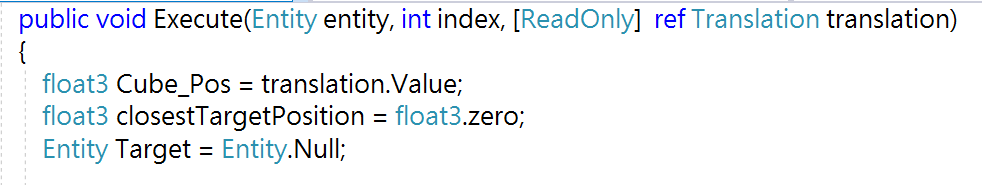 public void Execute(Entity entity, int index, [ReadOnly]  ref Translation translation)
{
float3 Cube_Pos = translation.Value;
float3 closestTargetPosition = float3.zero;
Entity Target = Entity.Null;